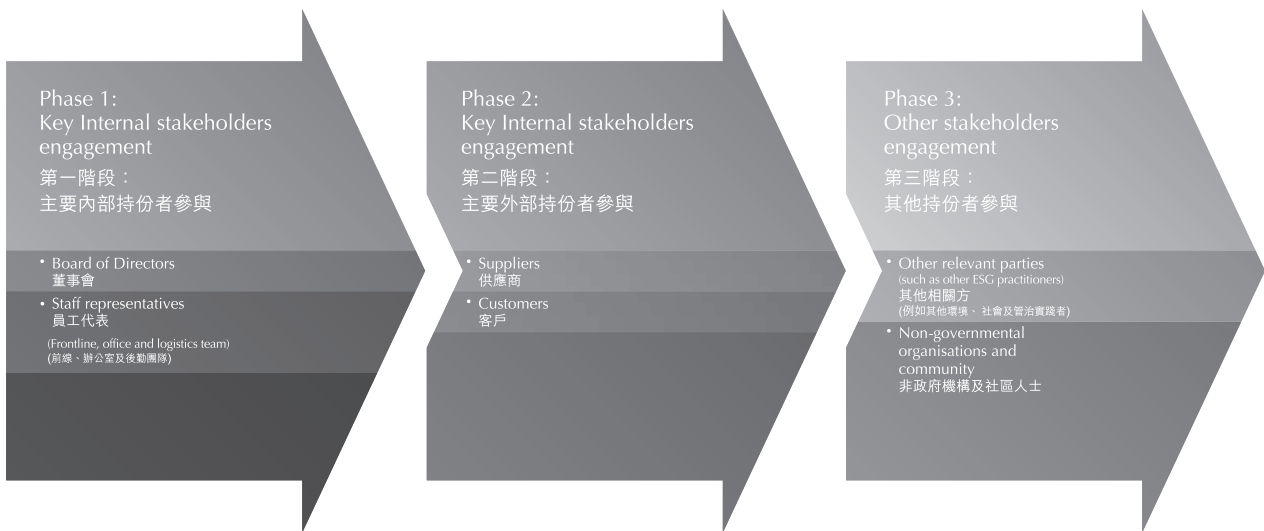 Phase 1:
Key Internal stakeholders
engagement
第一階段：
主要內部持份者參與
• Board of Directors
董事會
• Staff representatives
員工代表
(Frontline, office and logistics team)
(前線、辦公室及後勤團隊)
Phase 2:
Key Internal stakeholders
engagement
第二階段：
主要外部持份者參與
• Suppliers
供應商
• Customers
客戶
Phase 3:
Other stakeholders
engagement
第三階段：
其他持份者參與
• Other relevant parties
(such as other ESG practitioners)
其他相關方
(例如其他環境、社會及管治實踐者)
• Non-governmental
organisations and
community
非政府機構及社區人士